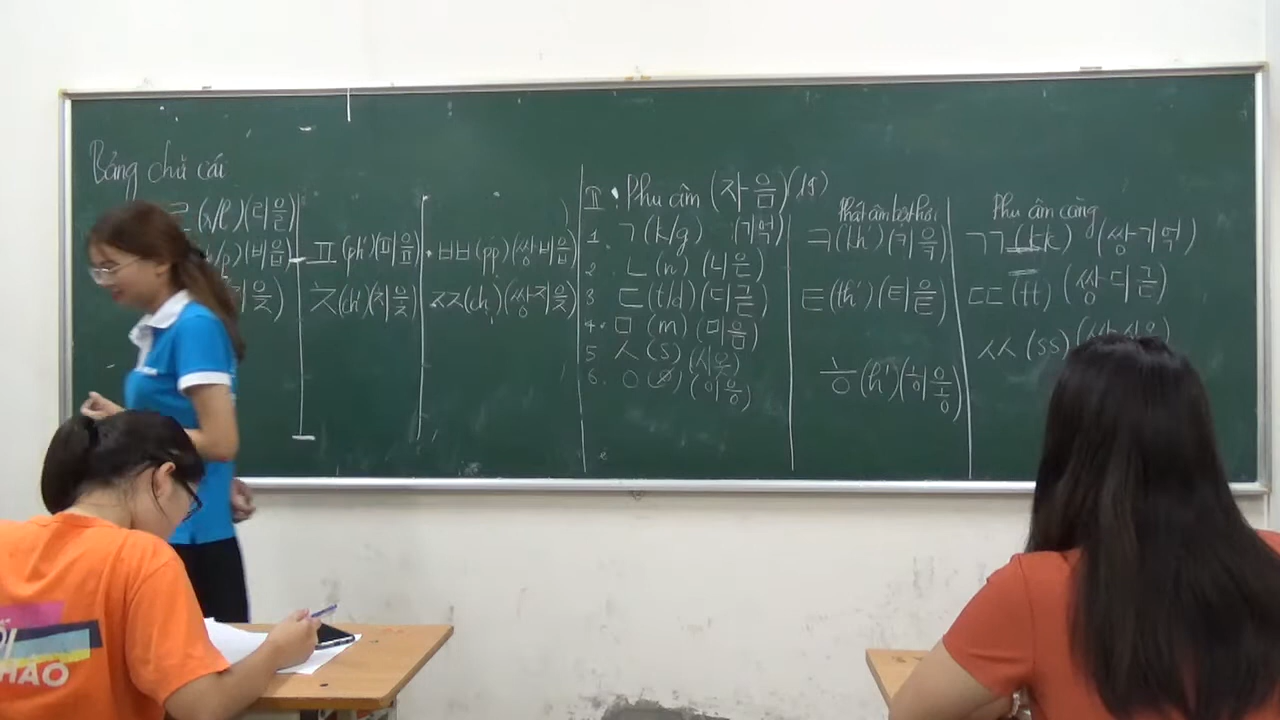 Bảng chữ cái
ㄹ (r/l) (리을)
(비읍)
ㅍ (ph') (피읖)
ㅊ (ch') (치읓)
ㅃ (pp) (쌍비읍)
ㅉ (ch) (쌍지읒)
II. Phụ âm (자음) (19)
1. ㄱ (k/g) (기역)
2. ㄴ (n) (니은)
3 ㄷ (t/d) (디귿)
4. ㅁ (m) (미음)
5 ㅅ (s) (시옷)
6. ㅇ (ø) (이응)
Phát âm bật hơi
ㅋ (kh') (키읔)
ㅌ (th') (티읕)
ㅎ (h') (히읗)
Phụ âm căng
ㄲ (kk) (쌍기역)
ㄸ (tt) (쌍디귿)
ㅆ (ss)